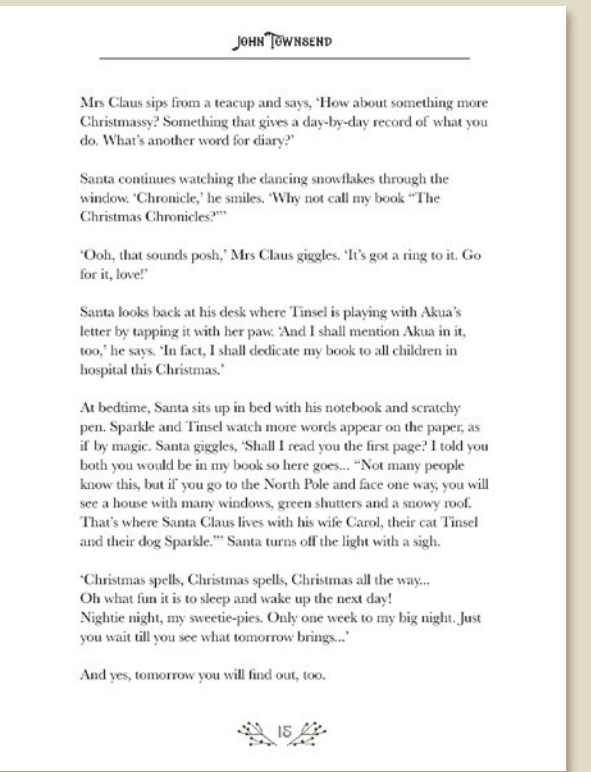 John Townsend
Mrs Claus sips from a teacup and says, ‘How about something more
Christmassy? Something that gives a day-by-day record of what you
do. What’s another word for diary?’
Santa continues watching the dancing snowflakes through the
window. ‘Chronicle,’ he smiles. ‘Why not call my book “The
Christmas Chronicles?”’
‘Ooh, that sounds posh,’ Mrs Claus giggles. ‘It’s got a ring to it. Go
for it, love!’
Santa looks back at his desk where Tinsel is playing with Akua’s
letter by tapping it with her paw. ‘And I shall mention Akua in it,
too,’ he says. ‘In fact, I shall dedicate my book to all children in
hospital this Christmas.’
At bedtime, Santa sits up in bed with his notebook and scratchy
pen. Sparkle and Tinsel watch more words appear on the paper, as
if by magic. Santa giggles, ‘Shall I read you the first page? I told you
both you would be in my book so here goes... “Not many people
know this, but if you go to the North Pole and face one way, you will
see a house with many windows, green shutters and a snowy roof.
That’s where Santa Claus lives with his wife Carol, their cat Tinsel
and their dog Sparkle.”’ Santa turns off the light with a sigh.
‘Christmas spells, Christmas spells, Christmas all the way...
Oh what fun it is to sleep and wake up the next day!
Nightie night, my sweetie-pies. Only one week to my big night. Just
you wait till you see what tomorrow brings...’
And yes, tomorrow you will find out, too.
15